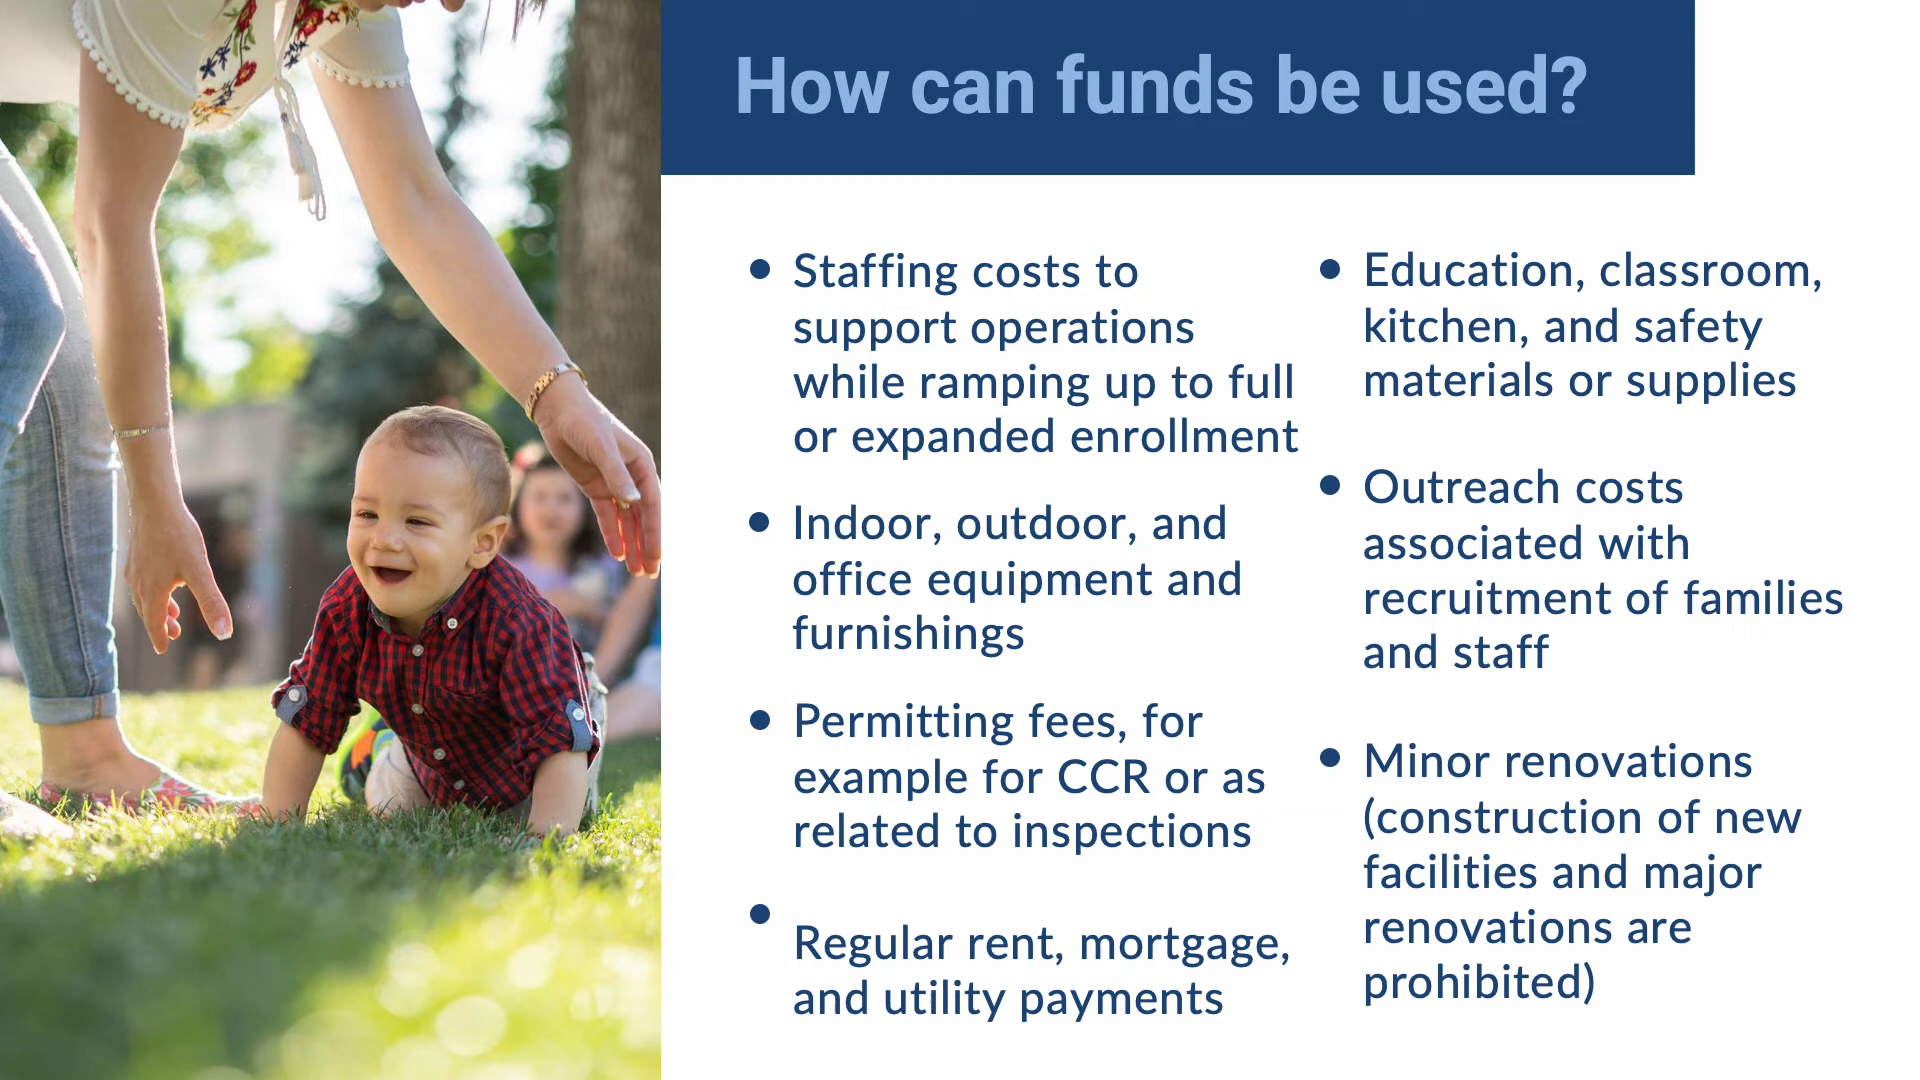 How can funds be used?
Staffing costs to
support operations
while ramping up to full
or expanded enrollment
Indoor, outdoor, and
office equipment and
furnishings
Permitting fees, for
example for CCR or as
related to inspections
Regular rent, mortgage,
and utility payments
Education, classroom,
kitchen, and safety
materials or supplies
Outreach costs
associated with
recruitment of families
and staff
Minor renovations
(construction of new
facilities and major
renovations are
prohibited)